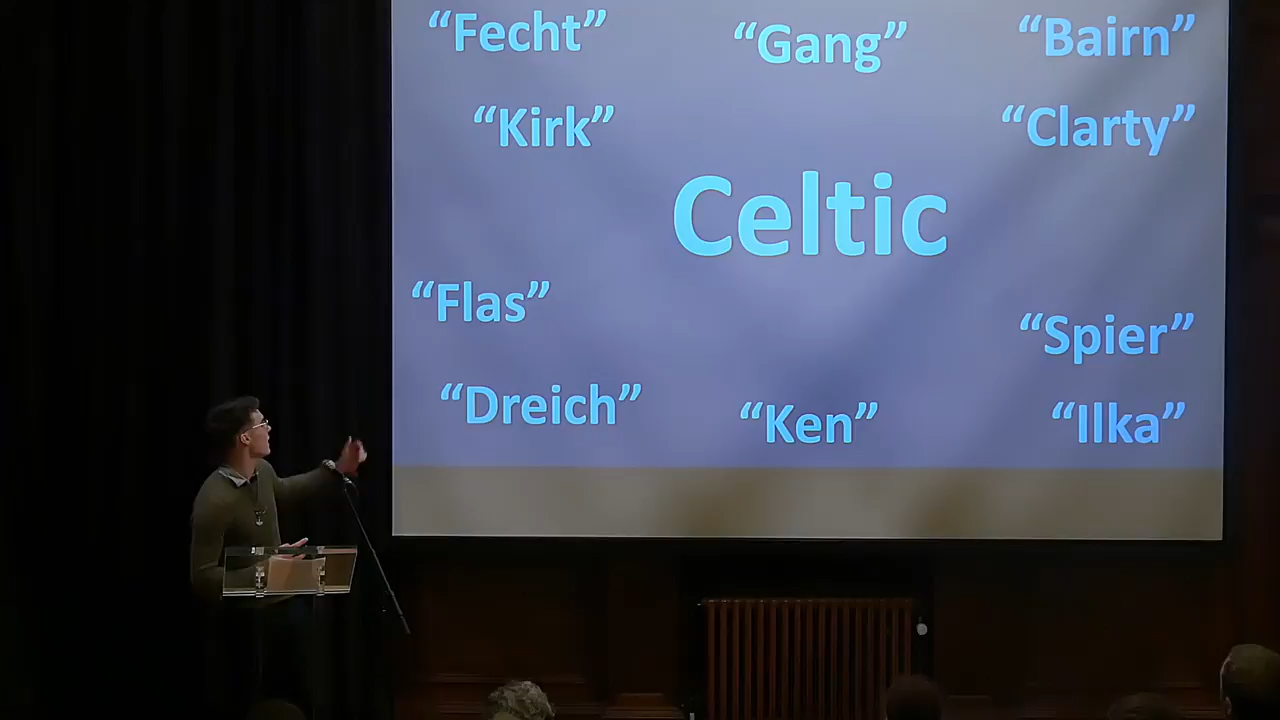 “Fecht” “Gang” “Bairn”
“Kirk” “Clarty”
Celtic
“Flas” “Spier”
“Dreich” “Ken” “Ilka”